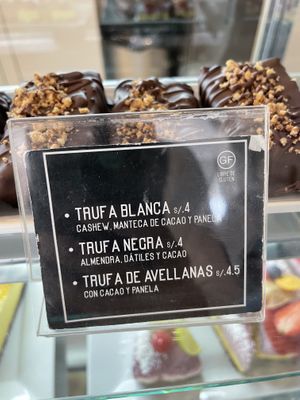 GF
LIBRE DE
GLUTEN
• TRUFA BLANCA S/.4
CASHEW, MANTECA DE CACAO Y PANELA
• TRUFA NEGRA S/.4
ALMENDRA, DÁTILES Y CACAO
• TRUFA DE AVELLANAS S/.4.5
CON CACAO Y PANELA